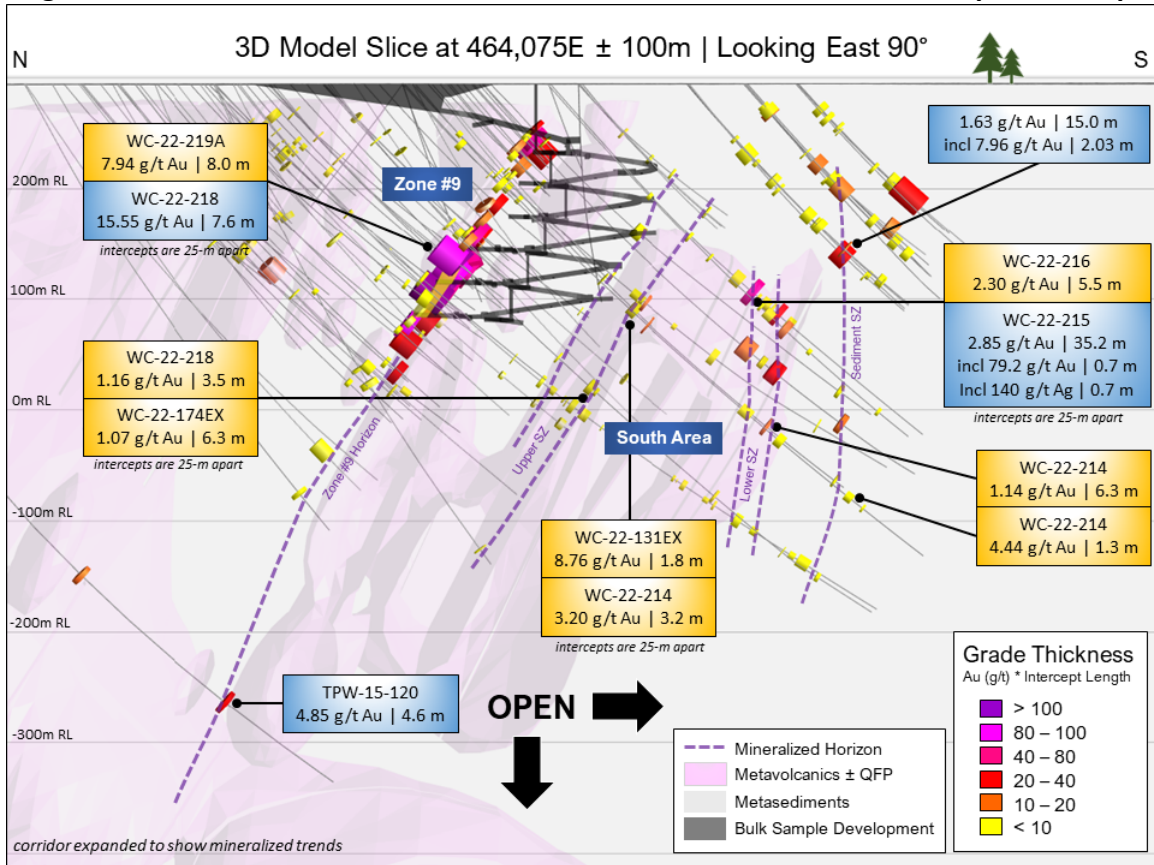 3D Model Slice at 464,075E ± 100m | Looking East 90°
N
S
WC-22-219A
7.94 g/t Au | 8.0 m
WC-22-218
15.55 g/t Au | 7.6 m
intercepts are 25-m apart
Zone #9
1.63 g/t Au | 15.0 m
incl 7.96 g/t Au | 2.03 m
200m RL
100m RL
0m RL
-100m RL
-200m RL
-300m RL
WC-22-216
2.30 g/t Au | 5.5 m
WC-22-215
2.85 g/t Au | 35.2 m
incl 79.2 g/t Au | 0.7 m
Incl 140 g/t Ag | 0.7 m
intercepts are 25-m apart
WC-22-218
1.16 g/t Au | 3.5 m
WC-22-174EX
1.07 g/t Au | 6.3 m
intercepts are 25-m apart
Zone #9 Horizon
Upper SZ
South Area
Lower SZ
Sediment SZ
WC-22-214
1.14 g/t Au | 6.3 m
WC-22-214
4.44 g/t Au | 1.3 m
WC-22-131EX
8.76 g/t Au | 1.8 m
WC-22-214
3.20 g/t Au | 3.2 m
intercepts are 25-m apart
TPW-15-120
4.85 g/t Au | 4.6 m
OPEN
Mineralized Horizon
Metavolcanics ± QFP
Metasediments
Bulk Sample Development
Grade Thickness
Au (g/t) * Intercept Length
> 100
80 – 100
40 – 80
20 – 40
10 – 20
< 10
corridor expanded to show mineralized trends